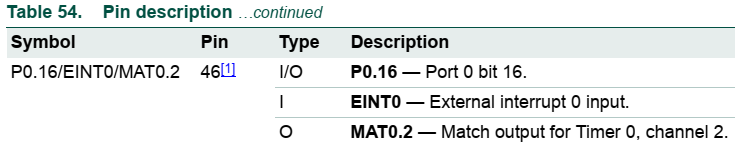 Table 54. Pin description ...continued
Symbol Pin Type Description
P0.16/EINT0/MAT0.2 46[1] I/O P0.16 — Port 0 bit 16.
I EINT0 — External interrupt 0 input.
O MAT0.2 — Match output for Timer 0, channel 2.